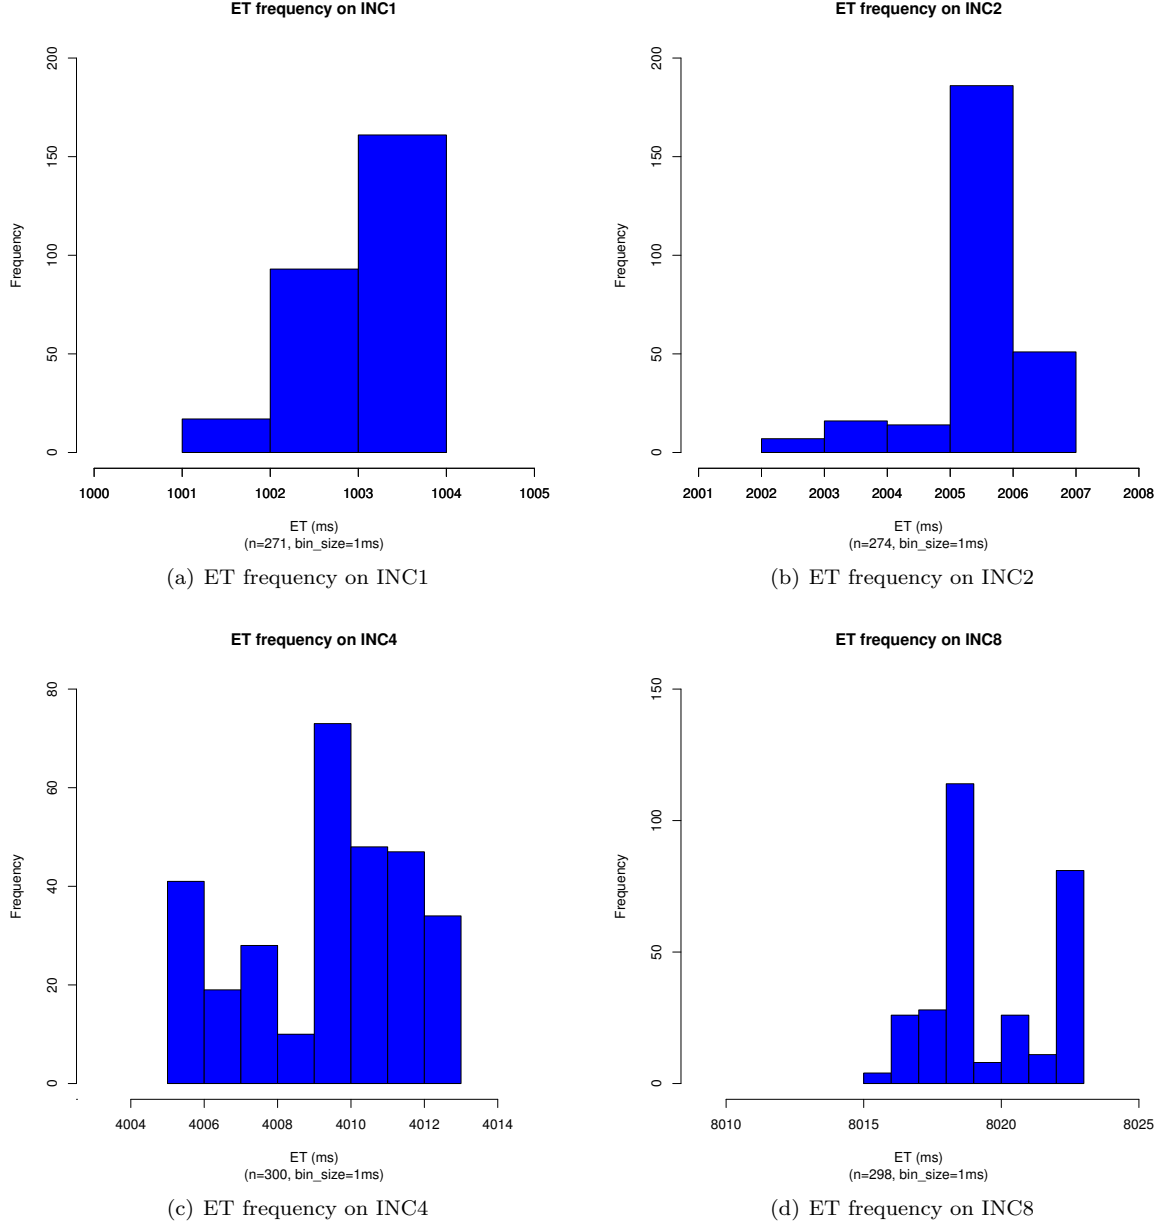 ET frequency on INC1
200
150
100
50
0
Frequency
1000 1001 1002 1003 1004 1005
ET (ms)
(n=271, bin_size=1ms)
(a) ET frequency on INC1
ET frequency on INC2
200
150
100
50
0
Frequency
2001 2002 2003 2004 2005 2006 2007 2008
ET (ms)
(n=274, bin_size=1ms)
(b) ET frequency on INC2
ET frequency on INC4
80
60
40
20
0
Frequency
4004 4006 4008 4010 4012 4014
ET (ms)
(n=300, bin_size=1ms)
(c) ET frequency on INC4
ET frequency on INC8
150
100
50
0
Frequency
8010 8015 8020 8025
ET (ms)
(n=298, bin_size=1ms)
(d) ET frequency on INC8